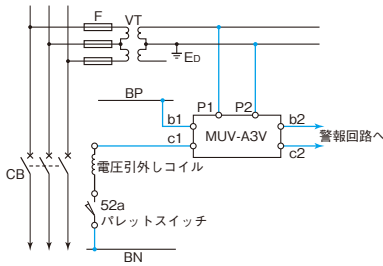 F
VT
E_D
BP
P1
P2
b1
b2
MUV-A3V
警報回路へ
c1
c2
電圧引外しコイル
CB
52a
パレットスイッチ
BN